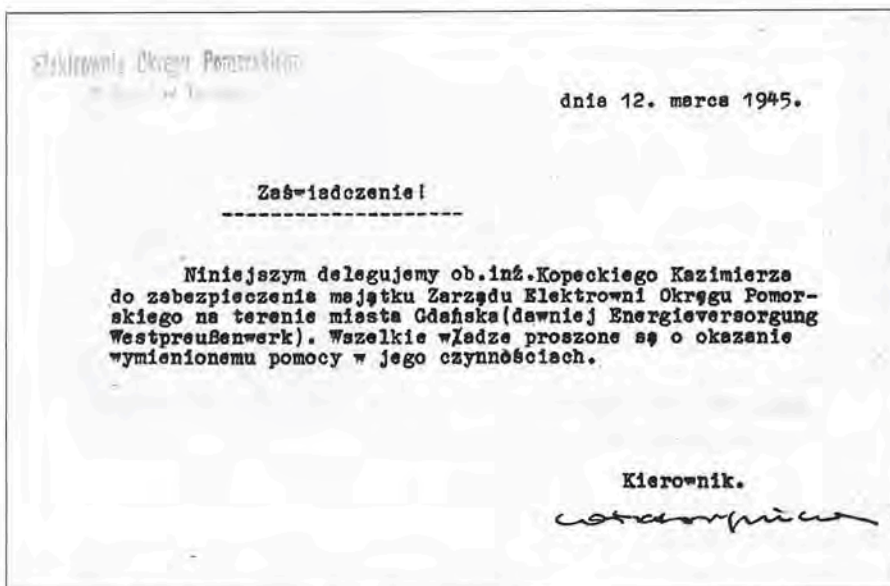 Elektrownia Okręgu Pomorskiego
dnia 12. marca 1945.
Zaświadczenie!
Niniejszym delegujemy ob.inż.Kopeckiego Kazimierza
do zabezpieczenia majątku Zarządu Elektrowni Okręgu Pomor-
skiego na terenie miasta Gdańska(dawniej Energieversorgung
Westpreußenwerk). Wszelkie władze proszone są o okazanie
wymienionemu pomocy w jego czynnościach.
Kierownik.